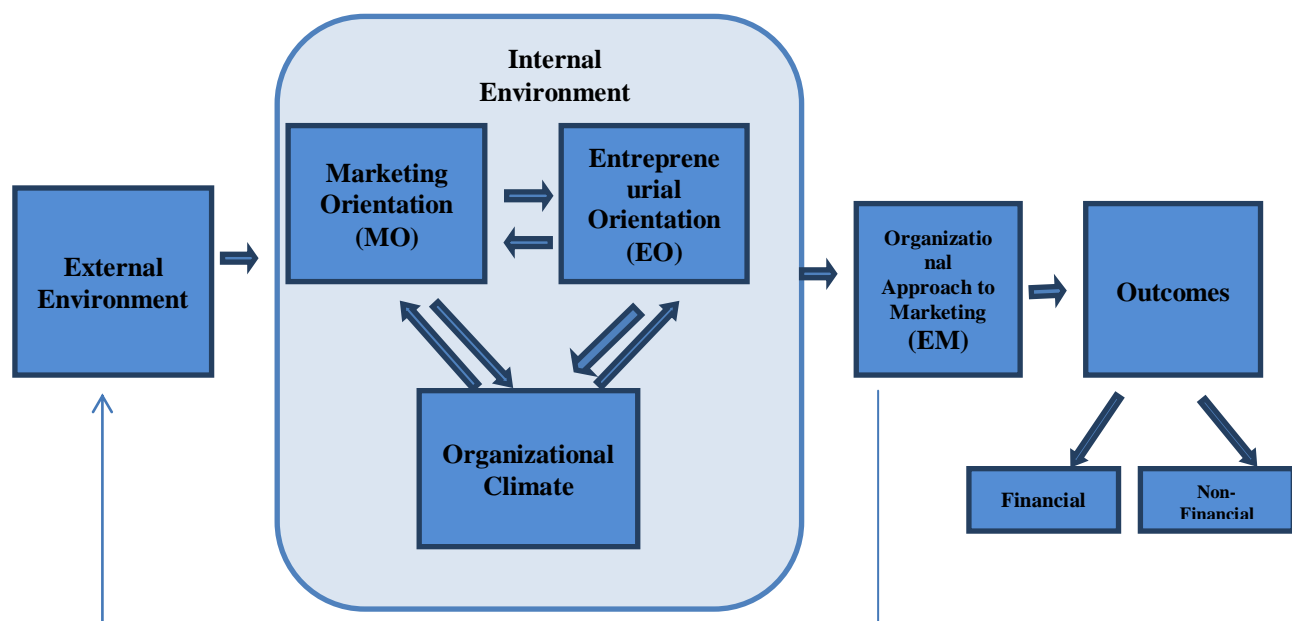 Internal
Environment
Marketing
Orientation
(MO)
Entreprene
urial
Orientation
(EO)
External
Environment
Organizatio
nal
Approach to
Marketing
(EM)
Outcomes
Organizational
Climate
Financial
Non-
Financial